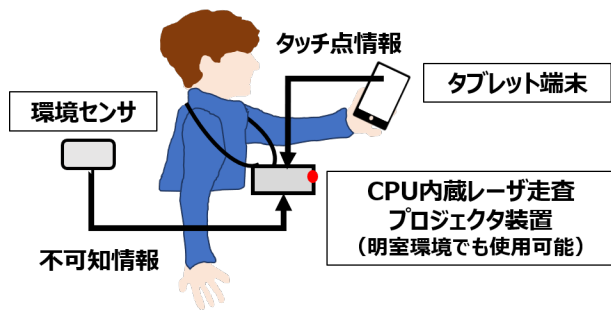 タッチ点情報
タブレット端末
環境センサ
CPU内蔵レーザ走査
プロジェクタ装置
（明室環境でも使用可能）
不可知情報